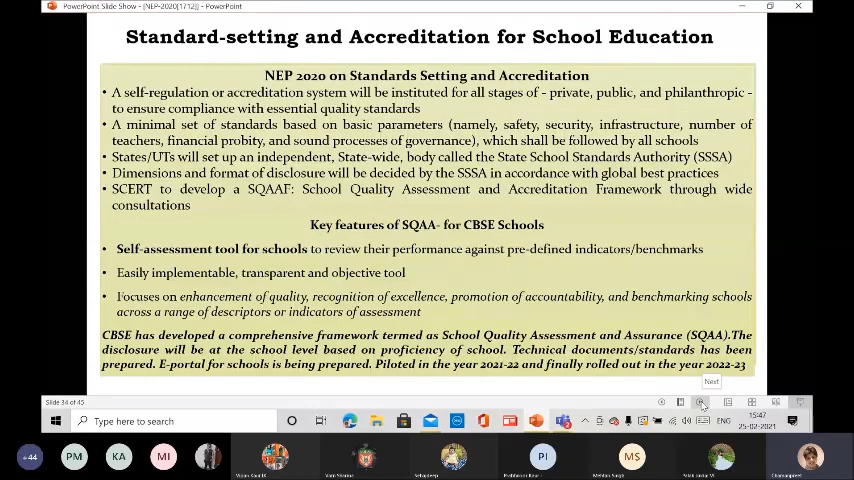 PowerPoint Slide Show - [NEP-2020[1712]] - PowerPoint
Standard-setting and Accreditation for School Education
NEP 2020 on Standards Setting and Accreditation
• A self-regulation or accreditation system will be instituted for all stages of - private, public, and philanthropic -
to ensure compliance with essential quality standards
• A minimal set of standards based on basic parameters (namely, safety, security, infrastructure, number of
teachers, financial probity, and sound processes of governance), which shall be followed by all schools
• States/UTs will set up an independent, State-wide, body called the State School Standards Authority (SSSA)
• Dimensions and format of disclosure will be decided by the SSSA in accordance with global best practices
• SCERT to develop a SQAAF: School Quality Assessment and Accreditation Framework through wide
consultations
Key features of SQAA- for CBSE Schools
• Self-assessment tool for schools to review their performance against pre-defined indicators/benchmarks
• Easily implementable, transparent and objective tool
• Focuses on enhancement of quality, recognition of excellence, promotion of accountability, and benchmarking schools
across a range of descriptors or indicators of assessment
CBSE has developed a comprehensive framework termed as School Quality Assessment and Assurance (SQAA).The
disclosure will be at the school level based on proficiency of school. Technical documents/standards has been
prepared. E-portal for schools is being prepared. Piloted in the year 2021-22 and finally rolled out in the year 2022-23
Next
Slide 34 of 45
Type here to search
ENG
15:47
25-02-2021
+44
PM
KA
MI
PI
MS
Vam Sharma
Sehajdeep
Prabhnoor Kaur
Mehtan Singh
Chamanpreet